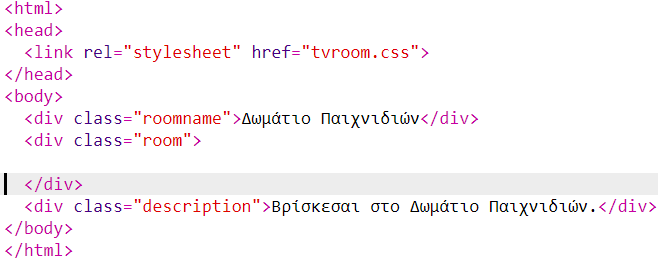 <html>
<head>
  <link rel="stylesheet" href="tvroom.css">
</head>
<body>
  <div class="roomname">Δωμάτιο Παιχνιδιών</div>
  <div class="room">

  </div>
  <div class="description">Βρίσκεσαι στο Δωμάτιο Παιχνιδιών.</div>
</body>
</html>